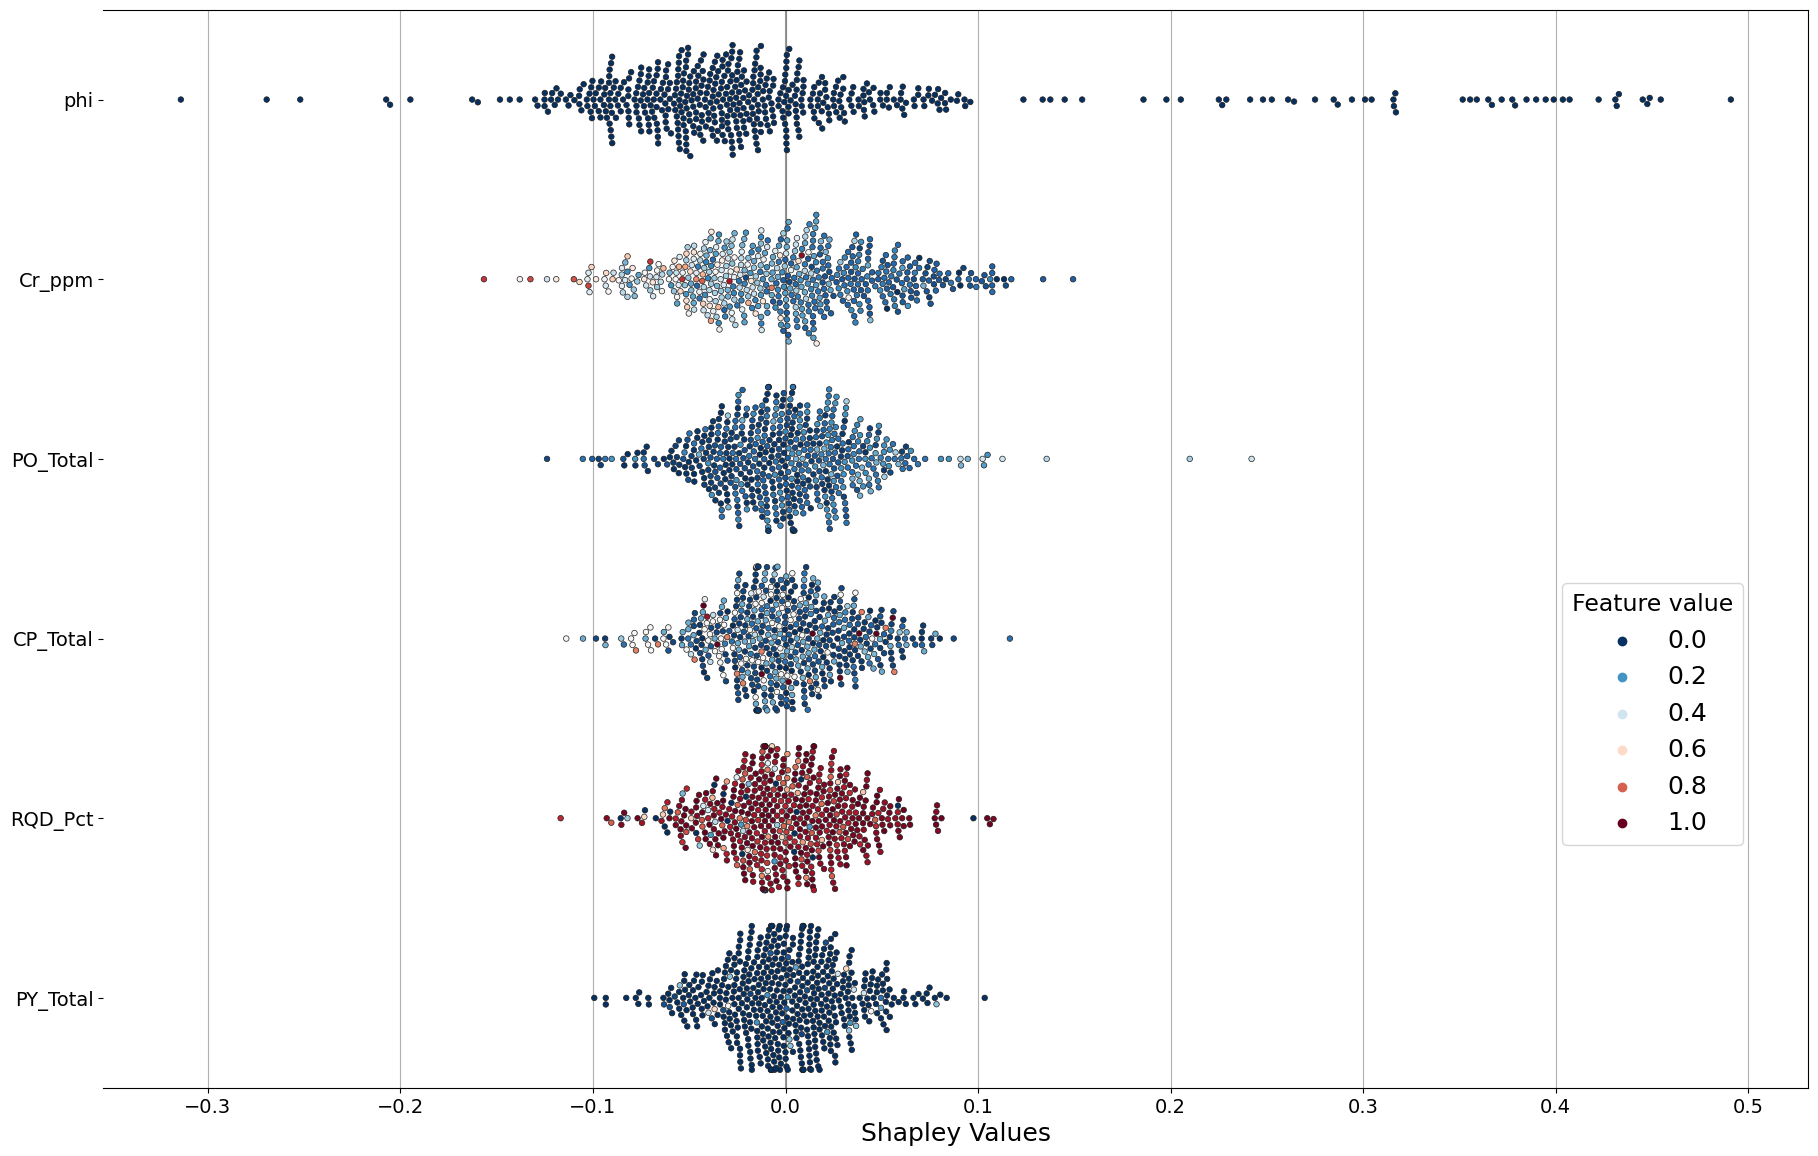 phi
Cr_ppm
PO_Total
CP_Total
RQD_Pct
PY_Total
Feature value
0.0
0.2
0.4
0.6
0.8
1.0
−0.3 −0.2 −0.1 0.0 0.1 0.2 0.3 0.4 0.5
Shapley Values